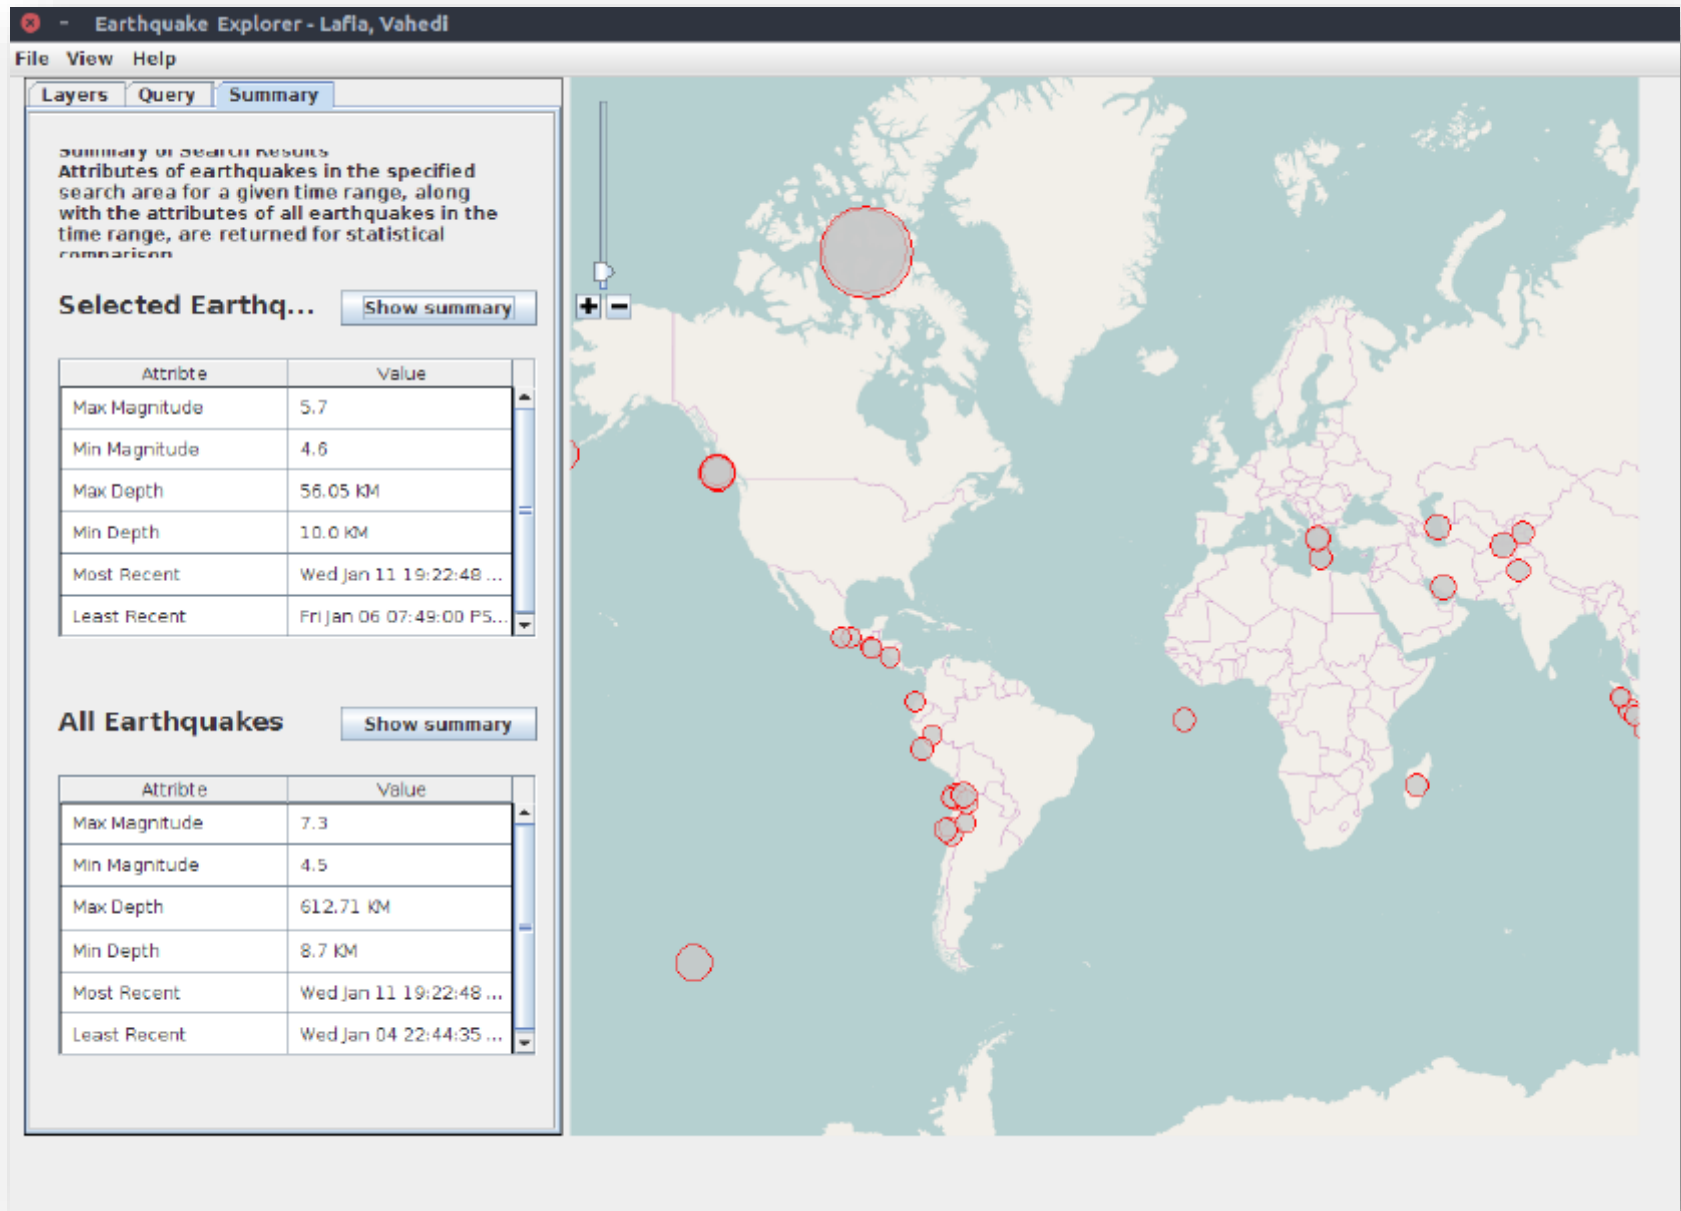 Earthquake Explorer - Lafia, Vahedi
File View Help
Layers Query Summary
Summary of Search Results
Attributes of earthquakes in the specified
search area for a given time range, along
with the attributes of all earthquakes in the
time range, are returned for statistical
comparison
Selected Earthq... Show summary
Attribte Value
Max Magnitude 5.7
Min Magnitude 4.6
Max Depth 56.05 KM
Min Depth 10.0 KM
Most Recent Wed Jan 11 19:22:48 ...
Least Recent Fri Jan 06 07:49:00 PS...
All Earthquakes Show summary
Attribte Value
Max Magnitude 7.3
Min Magnitude 4.5
Max Depth 612.71 KM
Min Depth 8.7 KM
Most Recent Wed Jan 11 19:22:48 ...
Least Recent Wed Jan 04 22:44:35 ...